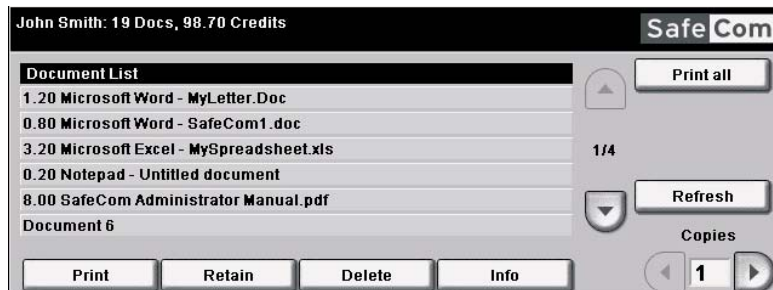 John Smith: 19 Docs, 98.70 Credits
Safe Com
Document List
Print all
1.20 Microsoft Word - MyLetter.Doc
0.80 Microsoft Word - SafeCom1.doc
3.20 Microsoft Excel - MySpreadsheet.xls
1/4
0.20 Notepad - Untitled document
8.00 SafeCom Administrator Manual.pdf
Refresh
Document 6
Copies
Print Retain Delete Info 1